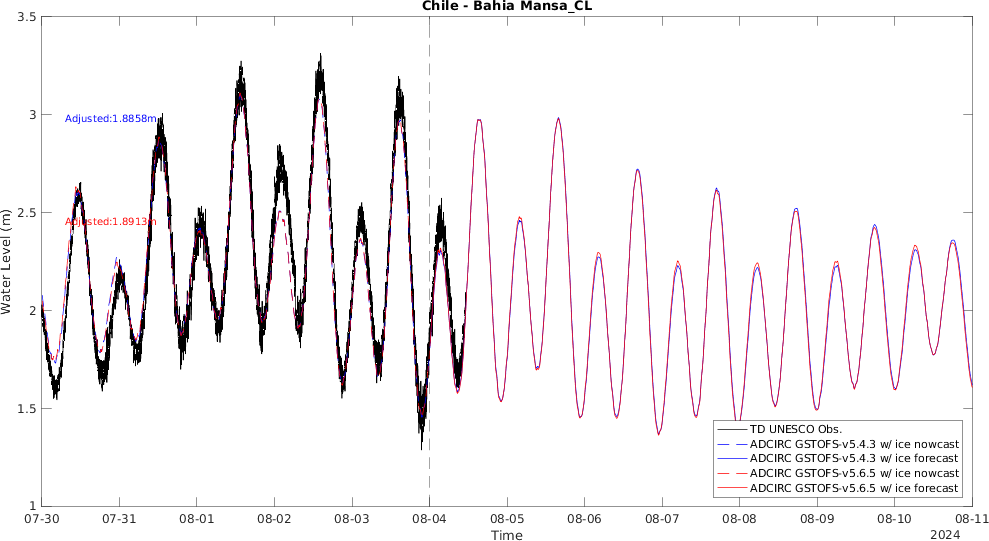 Chile - Bahia Mansa_CL
3.5
3
2.5
2
1.5
1
Water Level (m)
Adjusted:1.8858m
Adjusted:1.8913m
TD UNESCO Obs.
ADCIRC GSTOFS-v5.4.3 w/ ice nowcast
ADCIRC GSTOFS-v5.4.3 w/ ice forecast
ADCIRC GSTOFS-v5.6.5 w/ ice nowcast
ADCIRC GSTOFS-v5.6.5 w/ ice forecast
07-30 07-31 08-01 08-02 08-03 08-04 08-05 08-06 08-07 08-08 08-09 08-10 08-11
Time
2024